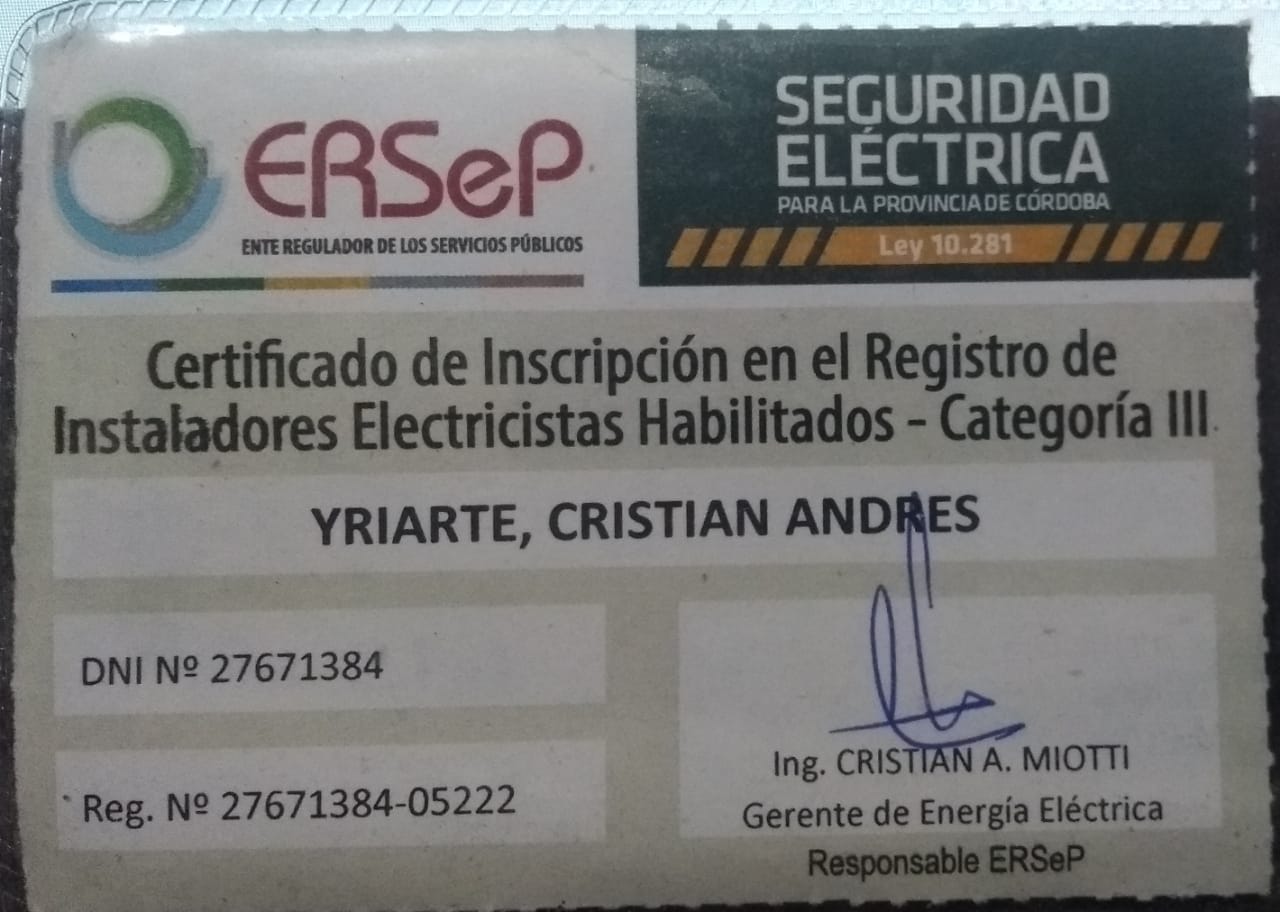 ERSeP
ENTE REGULADOR DE LOS SERVICIOS PÚBLICOS
SEGURIDAD
ELÉCTRICA
PARA LA PROVINCIA DE CÓRDOBA
Ley 10.281
Certificado de Inscripción en el Registro de
Instaladores Electricistas Habilitados - Categoría III
YRIARTE, CRISTIAN ANDRES
DNI Nº 27671384
Reg. Nº 27671384-05222
Ing. CRISTIAN A. MIOTTI
Gerente de Energía Eléctrica
Responsable ERSeP